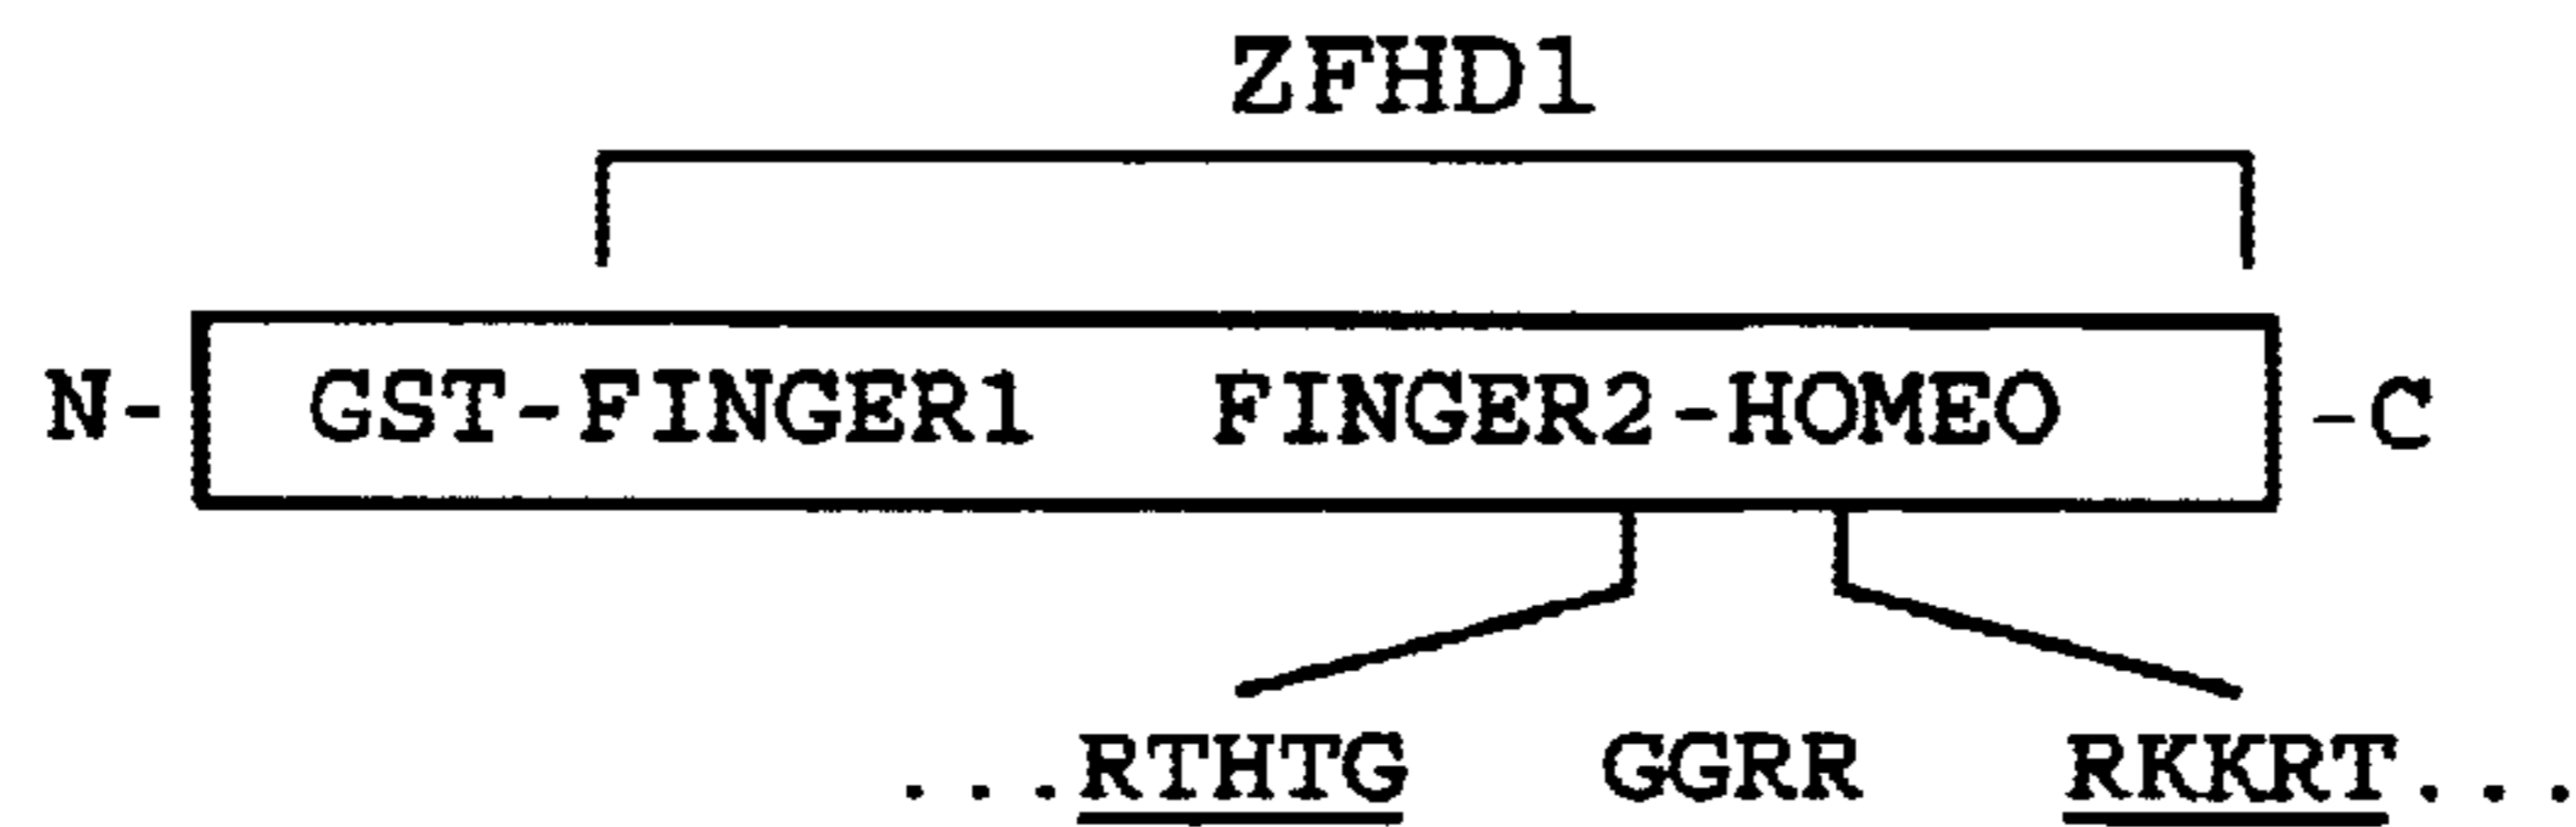 ZFHD1
N- GST-FINGER1 FINGER2-HOMEO -C
...RTHTG GGRR RKKRT...